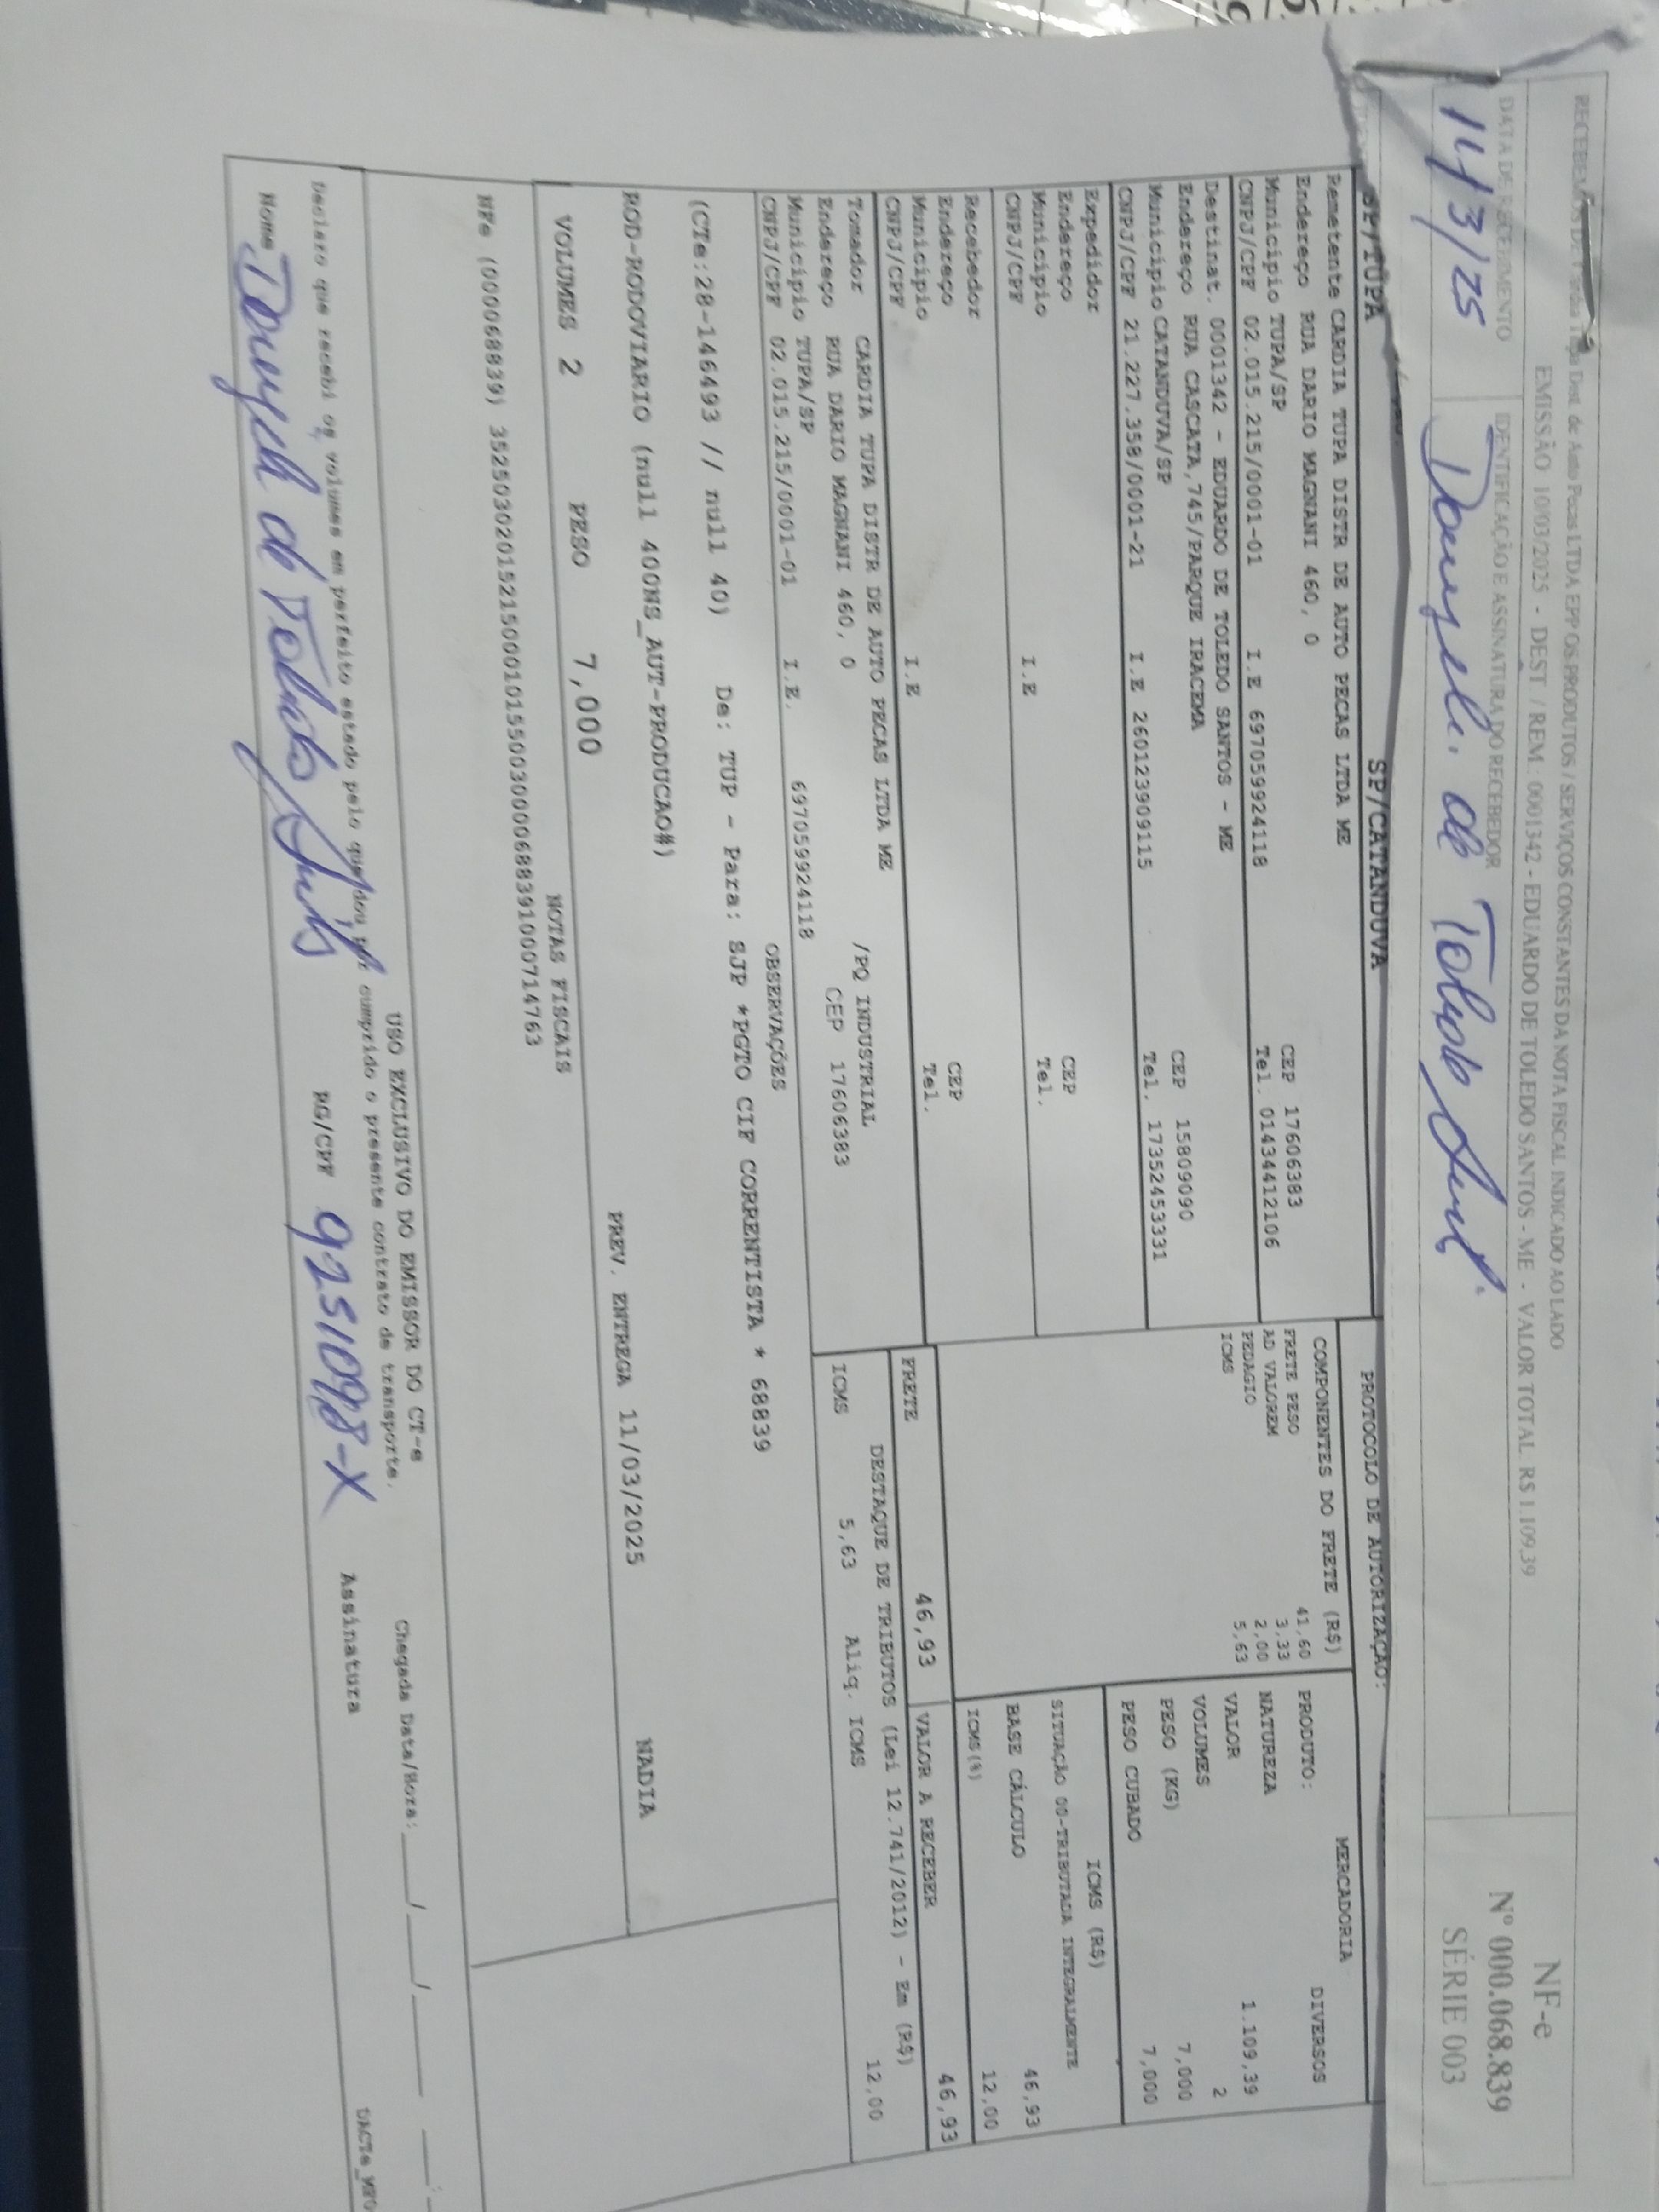 RECEBEMOS DE Cardia Tupa Dist. de Auto Pecas LTDA EPP OS PRODUTOS / SERVICOS CONSTANTES DA NOTA FISCAL INDICADO AO LADO
EMISSÃO 10/03/2025 - DEST. / REM.: 0001342 - EDUARDO DE TOLEDO SANTOS - ME - VALOR TOTAL R$ 1.109,39
DATA DE RECEBIMENTO
IDENTIFICAÇÃO E ASSINATURA DO RECEBEDOR
NF-e
Nº 000.068.839
SÉRIE 003
11/3/25
de Toledo
SP/TUPA
SP/CATANDUVA
PROTOCOLO DE AUTORIZAÇAO:
Remetente CARDIA TUPA DISTR DE AUTO PECAS LTDA ME
Endereço RUA DARIO MAGNANI 460, 0
CEP 17606383
Municipio TUPA/SP
Tel. 01434412106
CNPJ/CPF 02.015.215/0001-01 I.E 697059924118
Destinat. 0001342 - EDUARDO DE TOLEDO SANTOS - ME
Endereço RUA CASCATA,745/PARQUE IRACEMA
CEP 15809090
Municipio CATANDUVA/SP
Tel. 17352453331
CNPJ/CPF 21.227.358/0001-21 I.E 260123909115
Expedidor
Endereço
CEP
Municipio
Tel.
CNPJ/CPF
I.E
Recebedor
Endereço
CEP
Municipio
Tel.
CNPJ/CPF
I.E
Tomador CARDIA TUPA DISTR DE AUTO PECAS LTDA ME
Endereço RUA DARIO MAGNANI 460, 0 /PQ INDUSTRIAL
Municipio TUPA/SP CEP 17606383
CNPJ/CPF 02.015.215/0001-01 I.E. 697059924118
COMPONENTES DO FRETE (R$)
FRETE PESO 41,60
AD VALOREM 3,33
PEDAGIO 2,00
ICMS 5,63
MERCADORIA
PRODUTO: DIVERSOS
NATUREZA
VALOR 1.109,39
VOLUMES 2
PESO (KG) 7,000
PESO CUBADO 7,000
ICMS (R$)
SITUAÇÃO 00-TRIBUTADA INTEGRALMENTE
BASE CÁLCULO 46,93
ICMS(%) 12,00
FRETE 46,93
VALOR A RECEBER 46,93
DESTAQUE DE TRIBUTOS (Lei 12.741/2012) - Em (R$)
ICMS 5,63 Aliq. ICMS 12,00
OBSERVAÇÕES
(CTe:28-146493 // null 40) De: TUP - Para: SJP *PGTO CIF CORRENTISTA * 68839
ROD-RODOVIARIO (null 400NS_AUT-PRODUCAO#)
VOLUMES 2 PESO 7,000
PREV. ENTREGA 11/03/2025
NADIA
NOTAS FISCAIS
NFe (000068839) 35250302015215000101550030000688391000714763
USO EXCLUSIVO DO EMISSOR DO CT-e
Declaro que recebi os volumes em perfeito estado pelo que dou por cumprido o presente contrato de transporte.
Chegada Data/Hora:
Nome de Toledo
RG/CPF 9251098-X
Assinatura